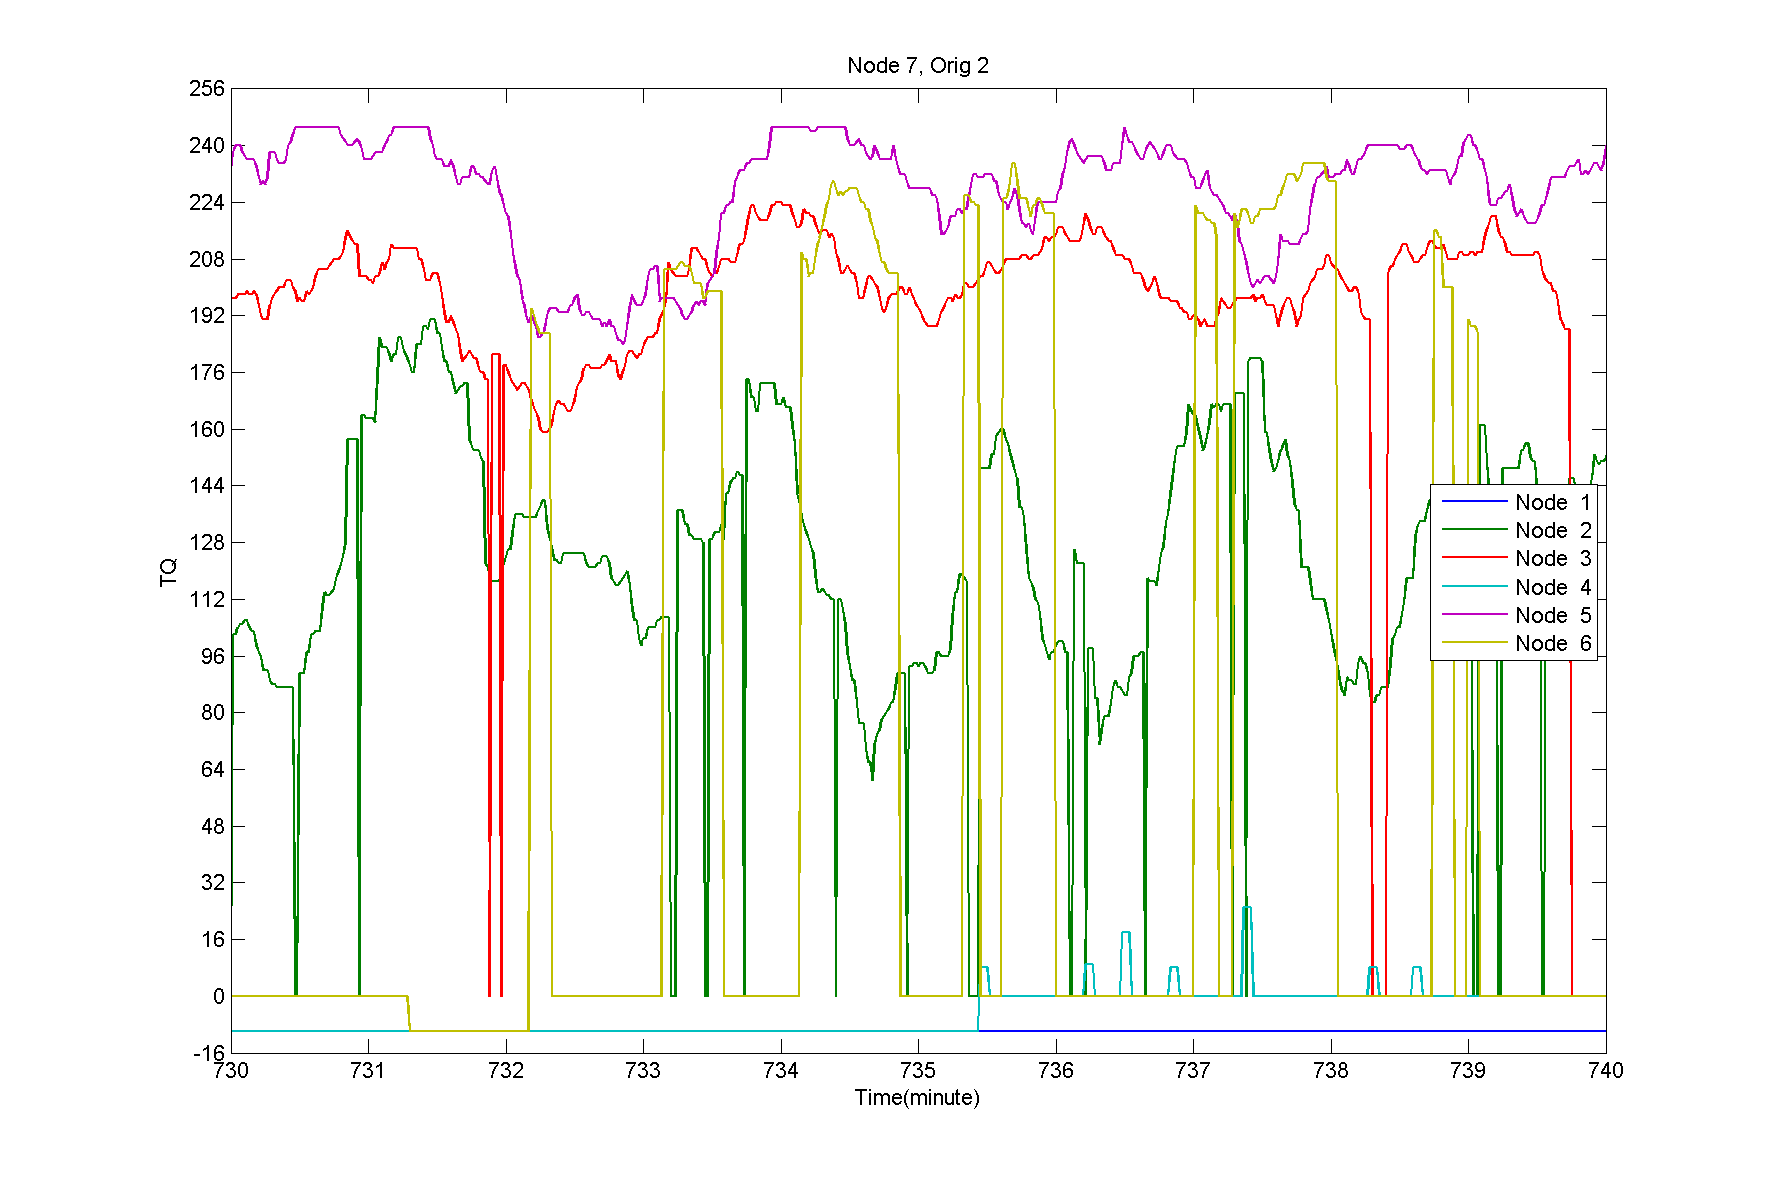 Node 7, Orig 2
256
240
224
208
192
176
160
144
128
112
96
80
64
48
32
16
0
-16
TQ
Node 1
Node 2
Node 3
Node 4
Node 5
Node 6
730 731 732 733 734 735 736 737 738 739 740
Time(minute)